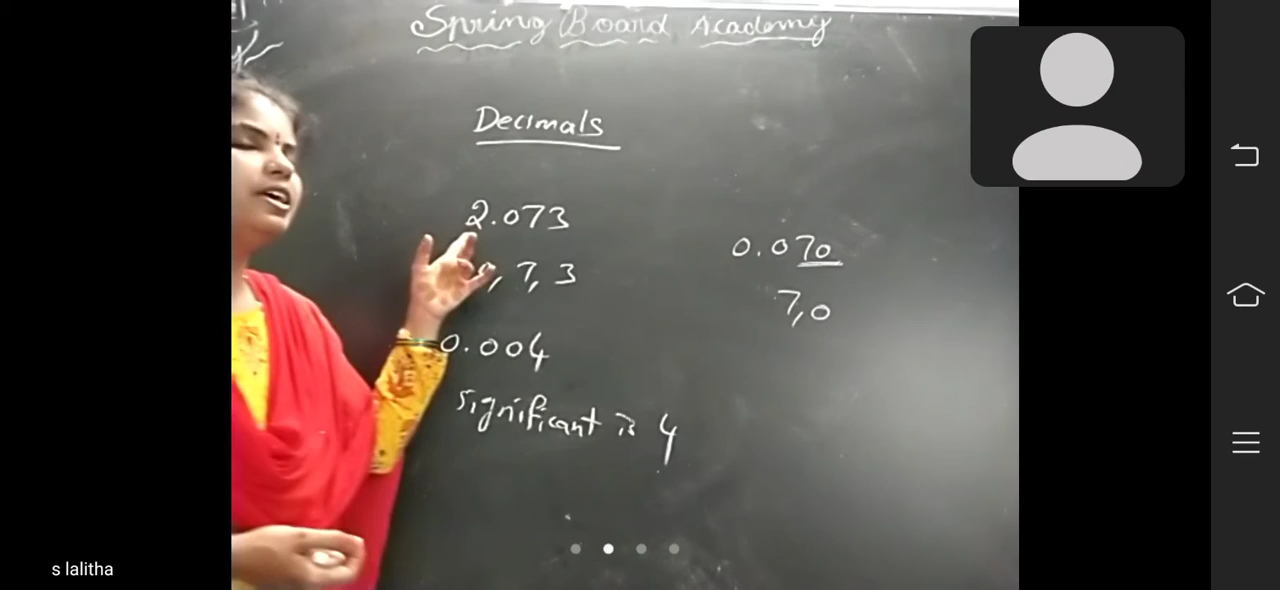 Spring Board Academy
Decimals
2.073
, 7, 3
0.004
significant is 4
0.070
7,0
s lalitha